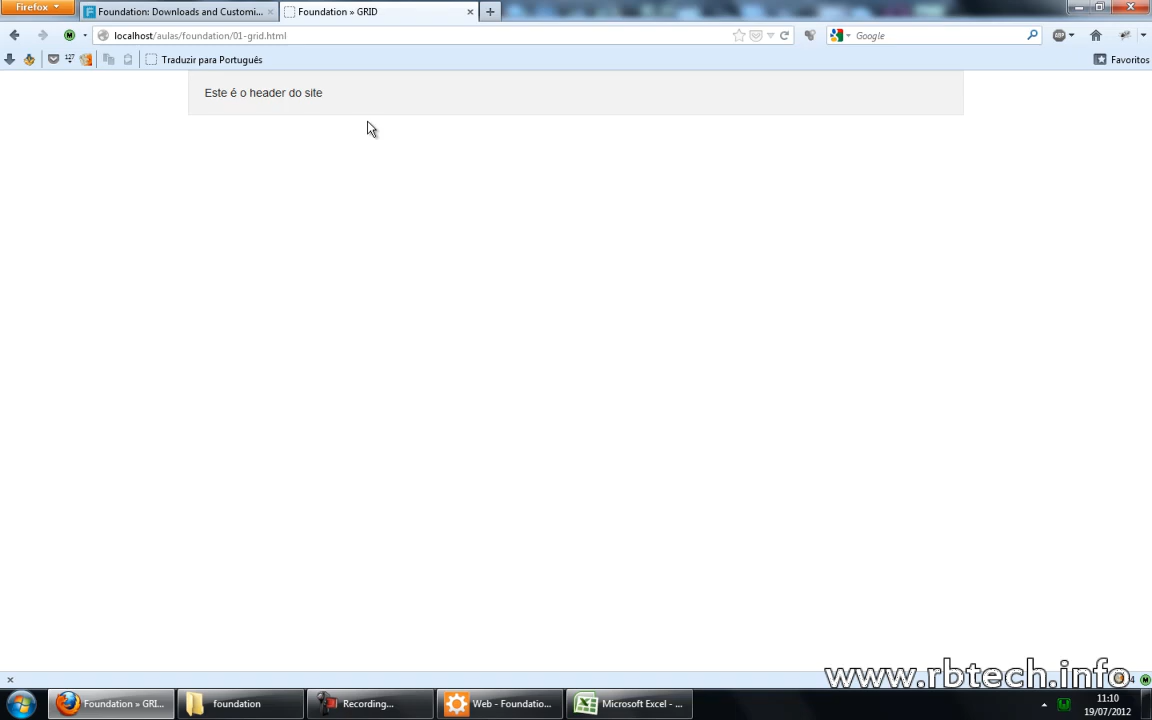 Firefox
Foundation: Downloads and Customi...
Foundation » GRID
localhost/aulas/foundation/01-grid.html
Google
ABP
Traduzir para Português
Favoritos
Este é o header do site
www.rbtech.info
4
Foundation » GRI...
foundation
Recording...
Web - Foundatio...
Microsoft Excel - ...
11:10
19/07/2012